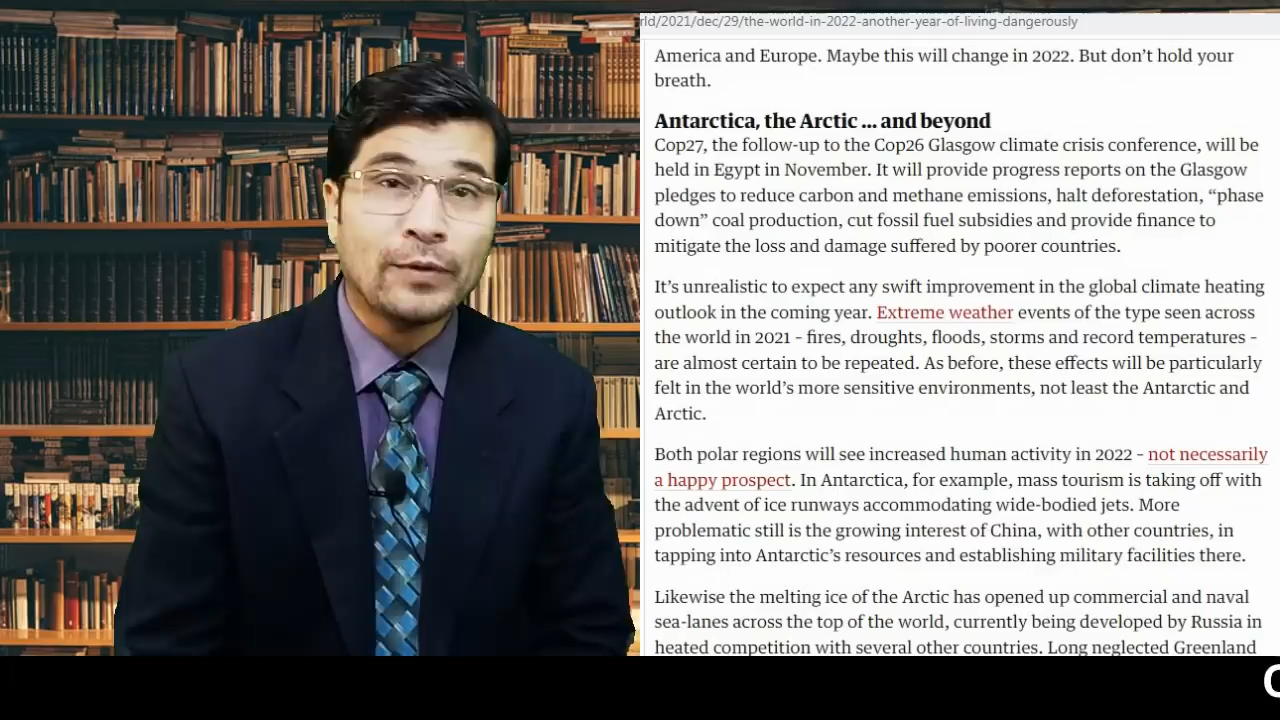 rld/2021/dec/29/the-world-in-2022-another-year-of-living-dangerously
America and Europe. Maybe this will change in 2022. But don’t hold your
breath.
Antarctica, the Arctic ... and beyond
Cop27, the follow-up to the Cop26 Glasgow climate crisis conference, will be
held in Egypt in November. It will provide progress reports on the Glasgow
pledges to reduce carbon and methane emissions, halt deforestation, “phase
down” coal production, cut fossil fuel subsidies and provide finance to
mitigate the loss and damage suffered by poorer countries.
It’s unrealistic to expect any swift improvement in the global climate heating
outlook in the coming year. Extreme weather events of the type seen across
the world in 2021 – fires, droughts, floods, storms and record temperatures –
are almost certain to be repeated. As before, these effects will be particularly
felt in the world’s more sensitive environments, not least the Antarctic and
Arctic.
Both polar regions will see increased human activity in 2022 – not necessarily
a happy prospect. In Antarctica, for example, mass tourism is taking off with
the advent of ice runways accommodating wide-bodied jets. More
problematic still is the growing interest of China, with other countries, in
tapping into Antarctic’s resources and establishing military facilities there.
Likewise the melting ice of the Arctic has opened up commercial and naval
sea-lanes across the top of the world, currently being developed by Russia in
heated competition with several other countries. Long neglected Greenland